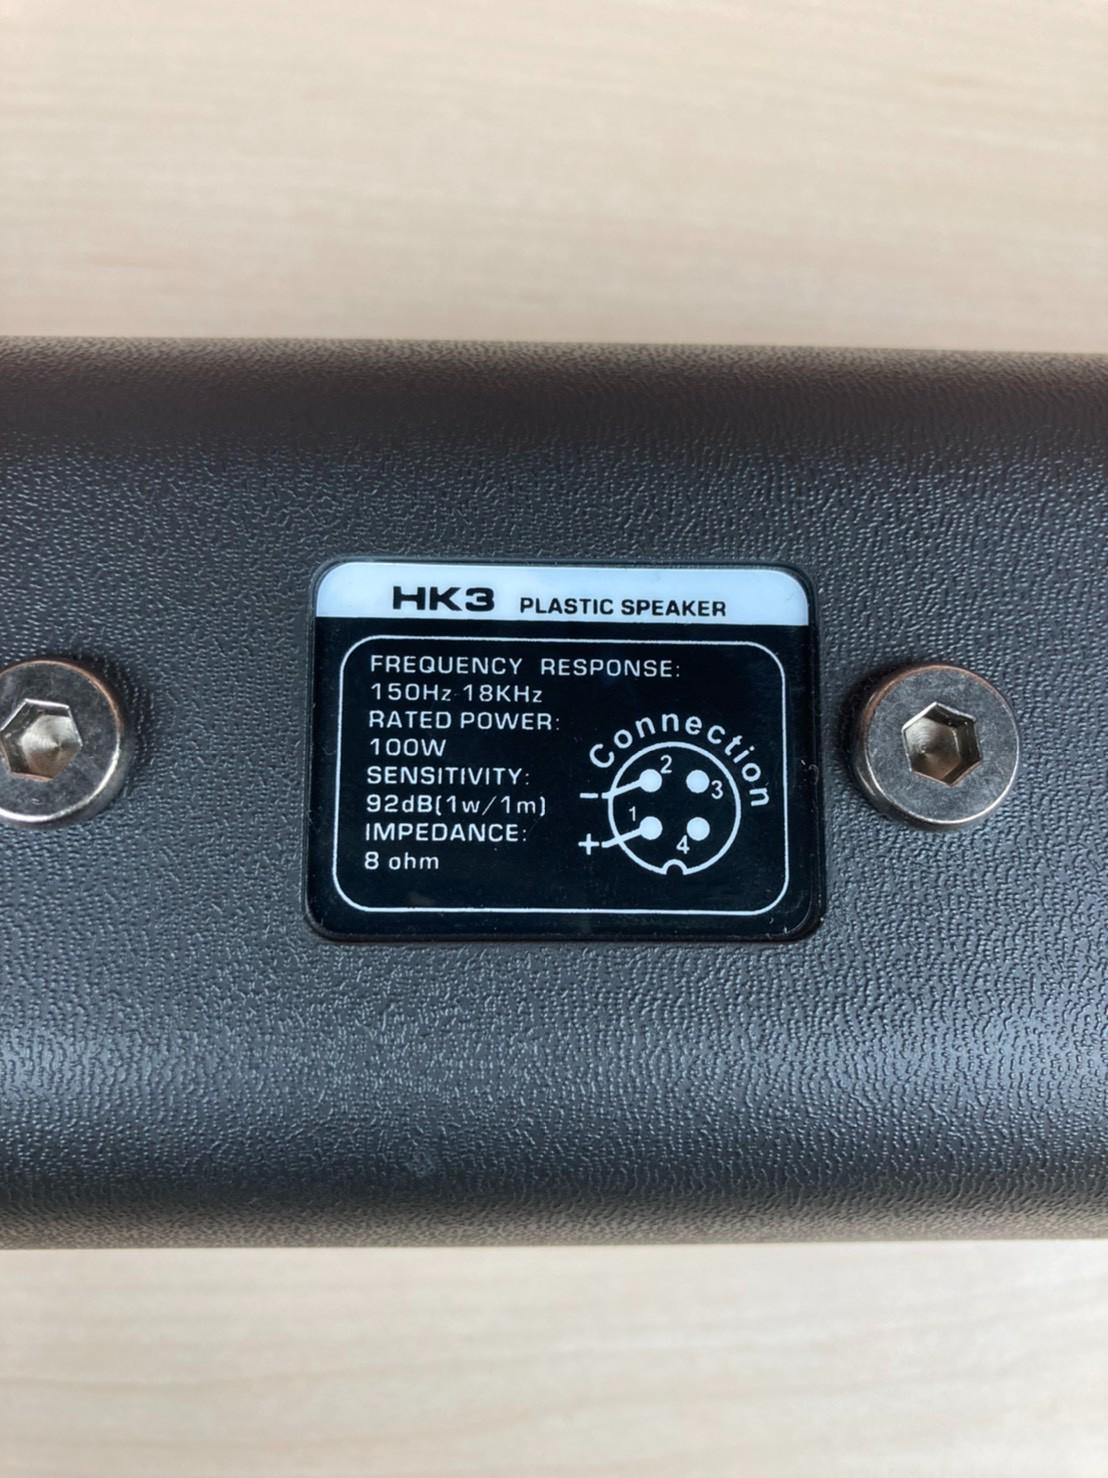 HK3 PLASTIC SPEAKER
FREQUENCY RESPONSE:
150Hz-18KHz
RATED POWER:
100W
SENSITIVITY:
92dB(1w/1m)
IMPEDANCE:
8 ohm
Connection
- 2 3
+ 1 4